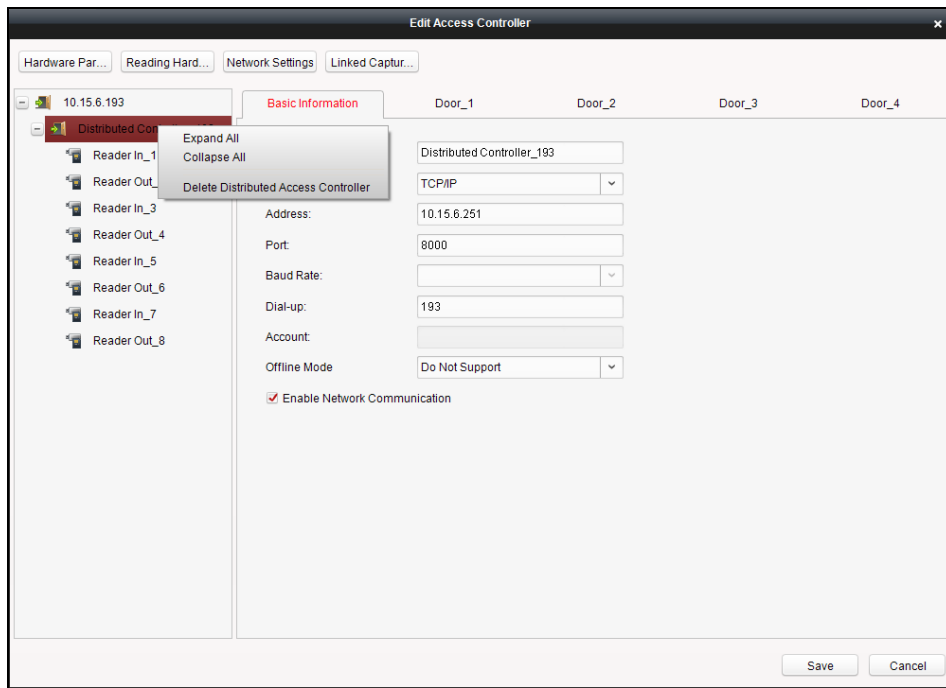 Edit Access Controller
Hardware Par... Reading Hard... Network Settings Linked Captur...
10.15.6.193
Distributed Con
Reader In_1
Reader Out_
Reader In_3
Reader Out_4
Reader In_5
Reader Out_6
Reader In_7
Reader Out_8
Expand All
Collapse All
Delete Distributed Access Controller
Basic Information Door_1 Door_2 Door_3 Door_4
Distributed Controller_193
TCP/IP
Address: 10.15.6.251
Port: 8000
Baud Rate:
Dial-up: 193
Account:
Offline Mode Do Not Support
Enable Network Communication
Save Cancel